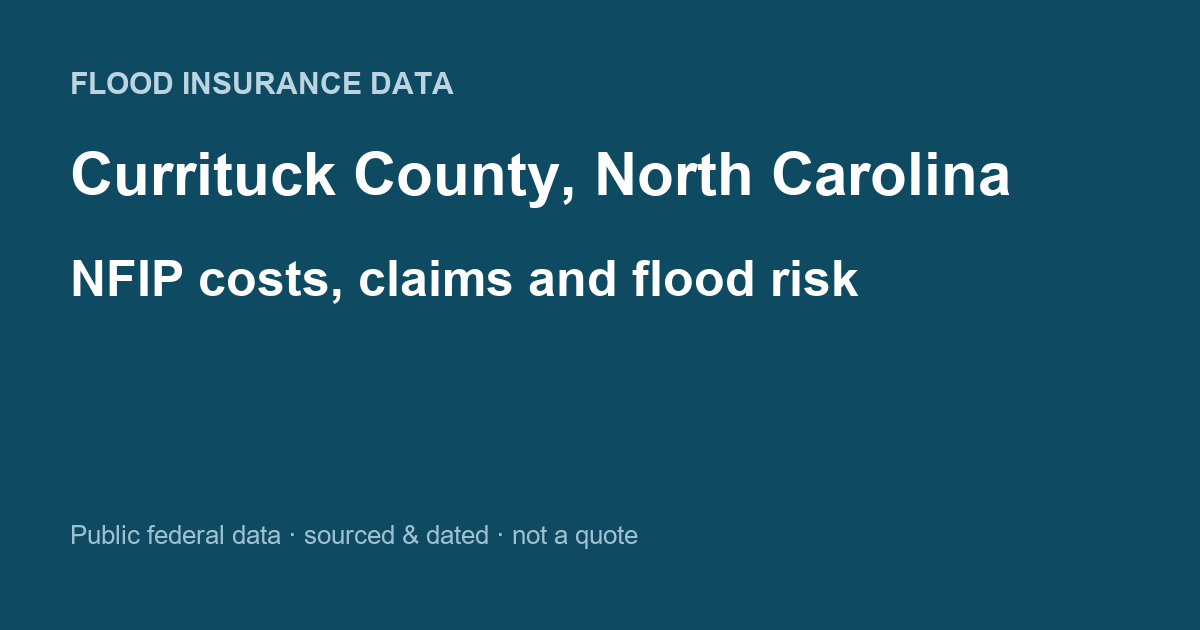 FLOOD INSURANCE DATA
Currituck County, North Carolina
NFIP costs, claims and flood risk
Public federal data · sourced & dated · not a quote